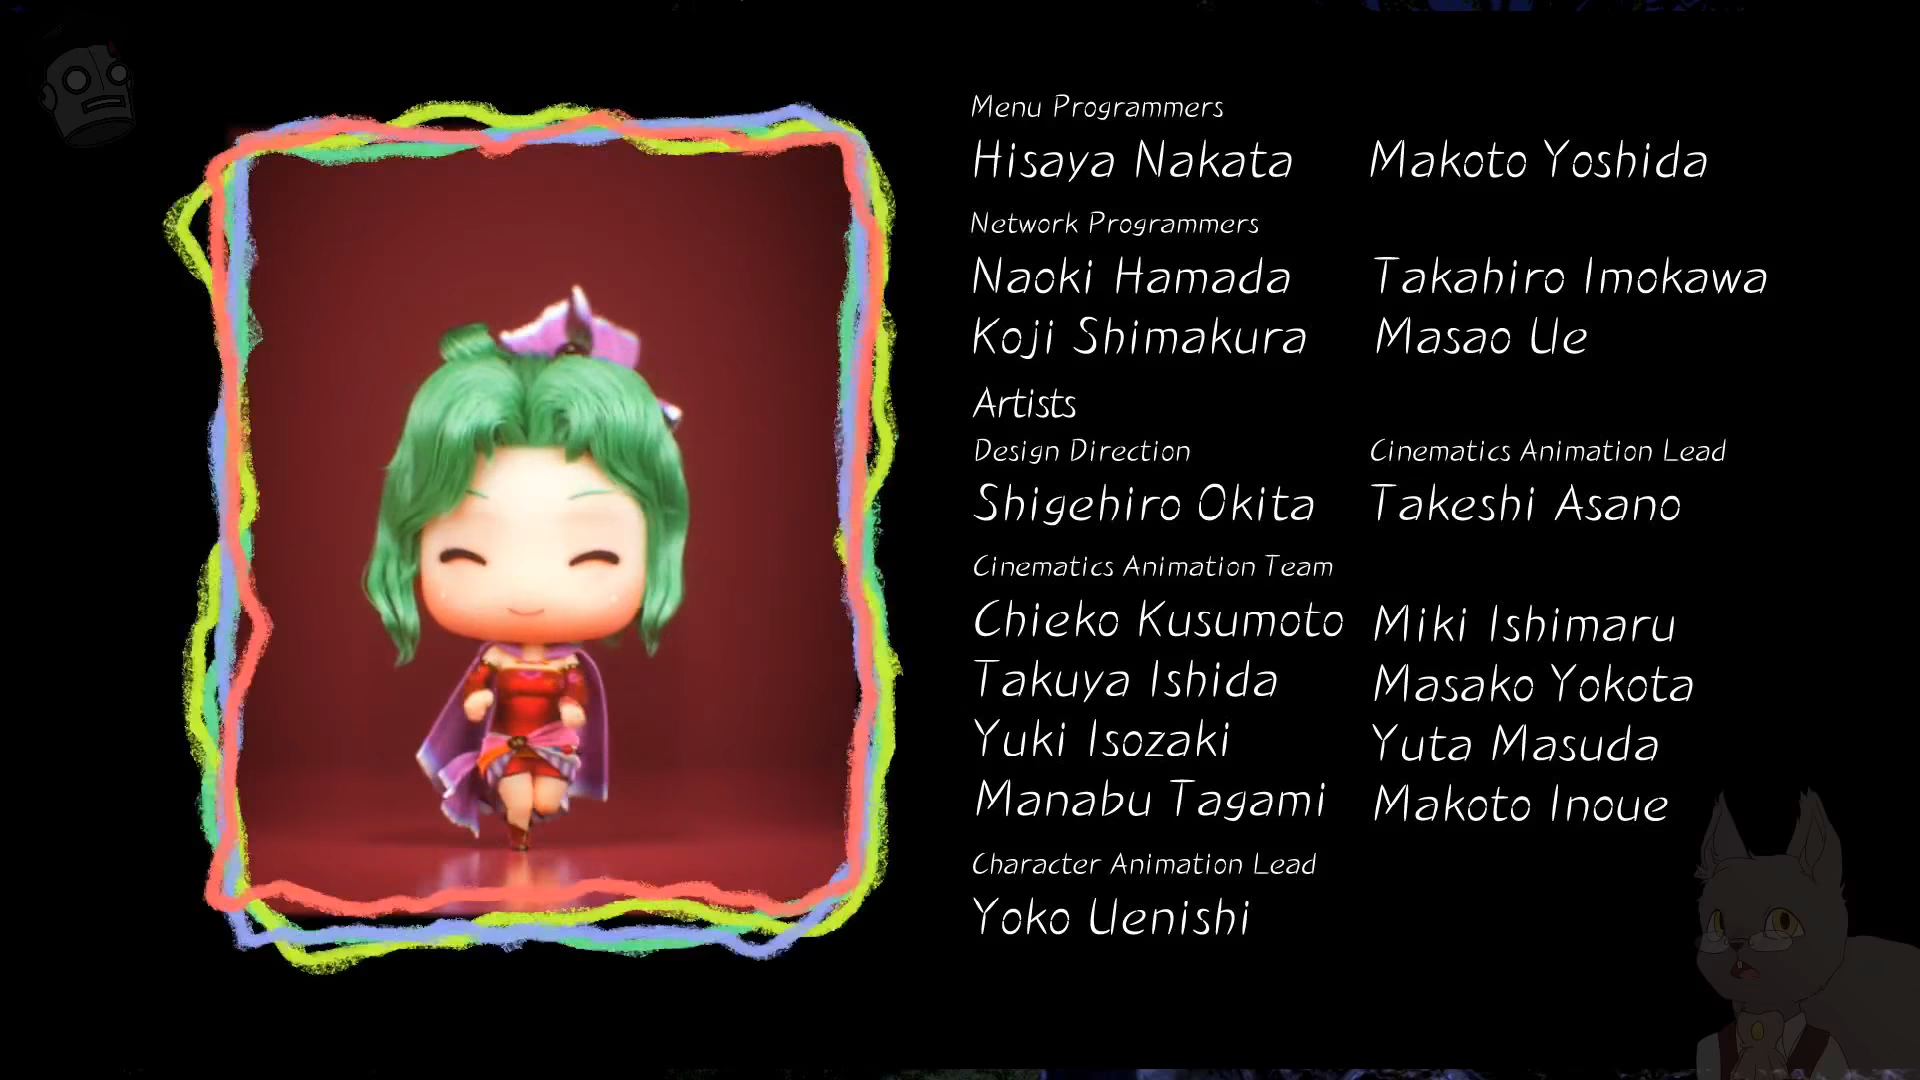 Menu Programmers
Hisaya Nakata Makoto Yoshida
Network Programmers
Naoki Hamada Takahiro Imokawa
Koji Shimakura Masao Ue
Artists
Design Direction Cinematics Animation Lead
Shigehiro Okita Takeshi Asano
Cinematics Animation Team
Chieko Kusumoto Miki Ishimaru
Takuya Ishida Masako Yokota
Yuki Isozaki Yuta Masuda
Manabu Tagami Makoto Inoue
Character Animation Lead
Yoko Uenishi